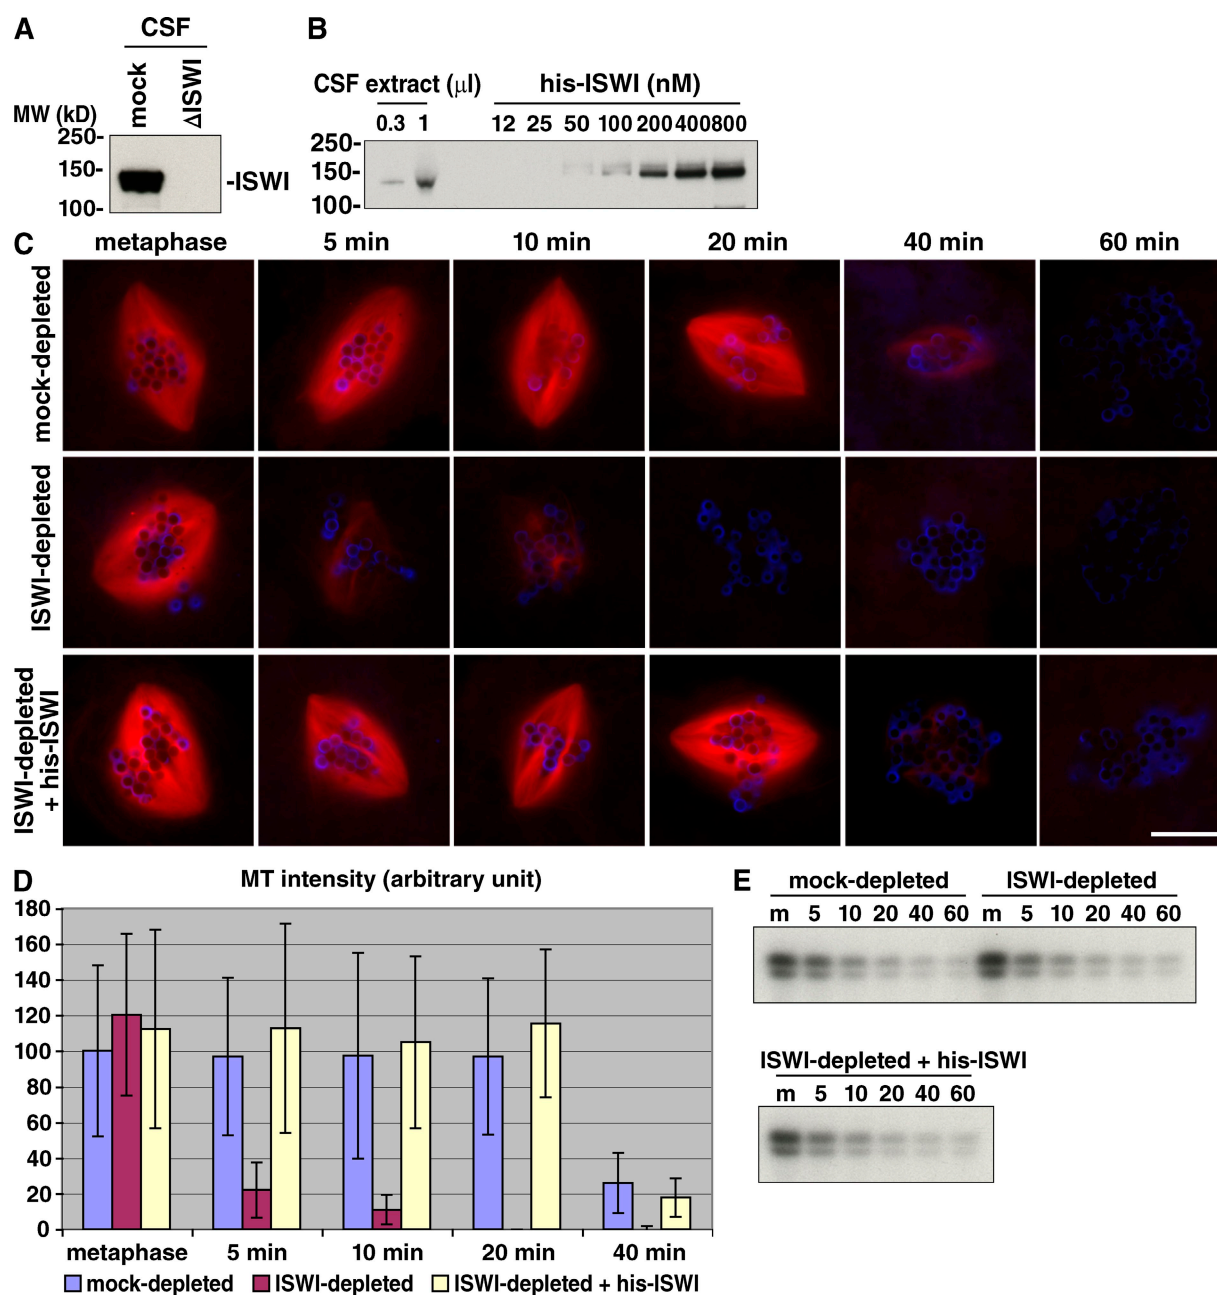 A
CSF
mock
ΔISWI
MW (kD)
250-
150-
100-
-ISWI
B
CSF extract (μl)
his-ISWI (nM)
0.3 1 12 25 50 100 200 400 800
250-
150-
100-
C
metaphase 5 min 10 min 20 min 40 min 60 min
mock-depleted
ISWI-depleted
ISWI-depleted
+ his-ISWI
D
MT intensity (arbitrary unit)
180
160
140
120
100
80
60
40
20
0
metaphase 5 min 10 min 20 min 40 min
mock-depleted ISWI-depleted ISWI-depleted + his-ISWI
E
mock-depleted ISWI-depleted
m 5 10 20 40 60 m 5 10 20 40 60
ISWI-depleted + his-ISWI
m 5 10 20 40 60